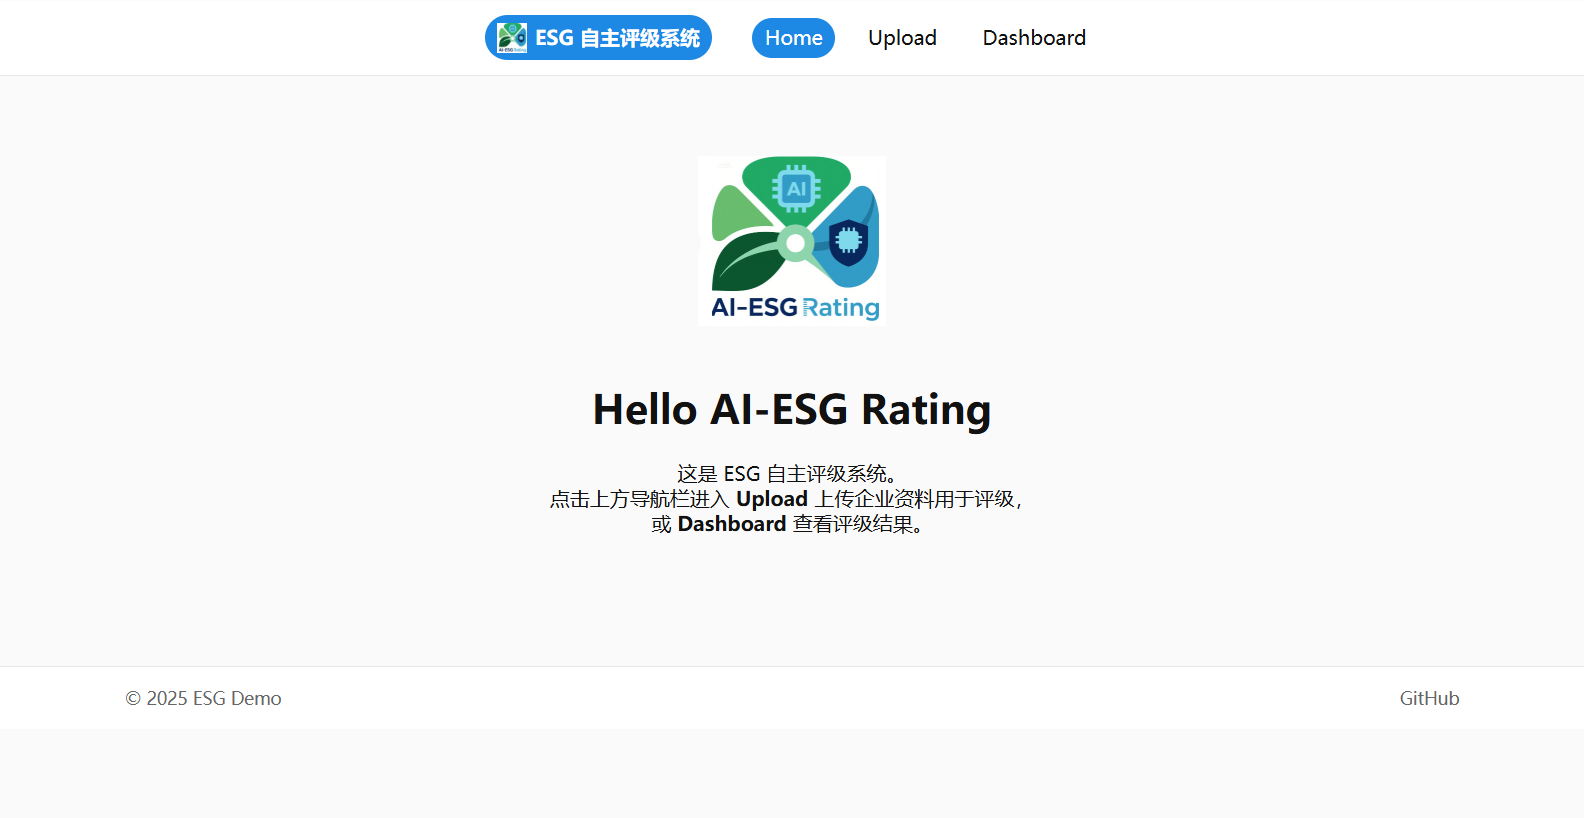 AI-ESG Rating ESG 自主评级系统 Home Upload Dashboard
AI
AI-ESG Rating
Hello AI-ESG Rating
这是 ESG 自主评级系统。
点击上方导航栏进入 Upload 上传企业资料用于评级，
或 Dashboard 查看评级结果。
© 2025 ESG Demo GitHub